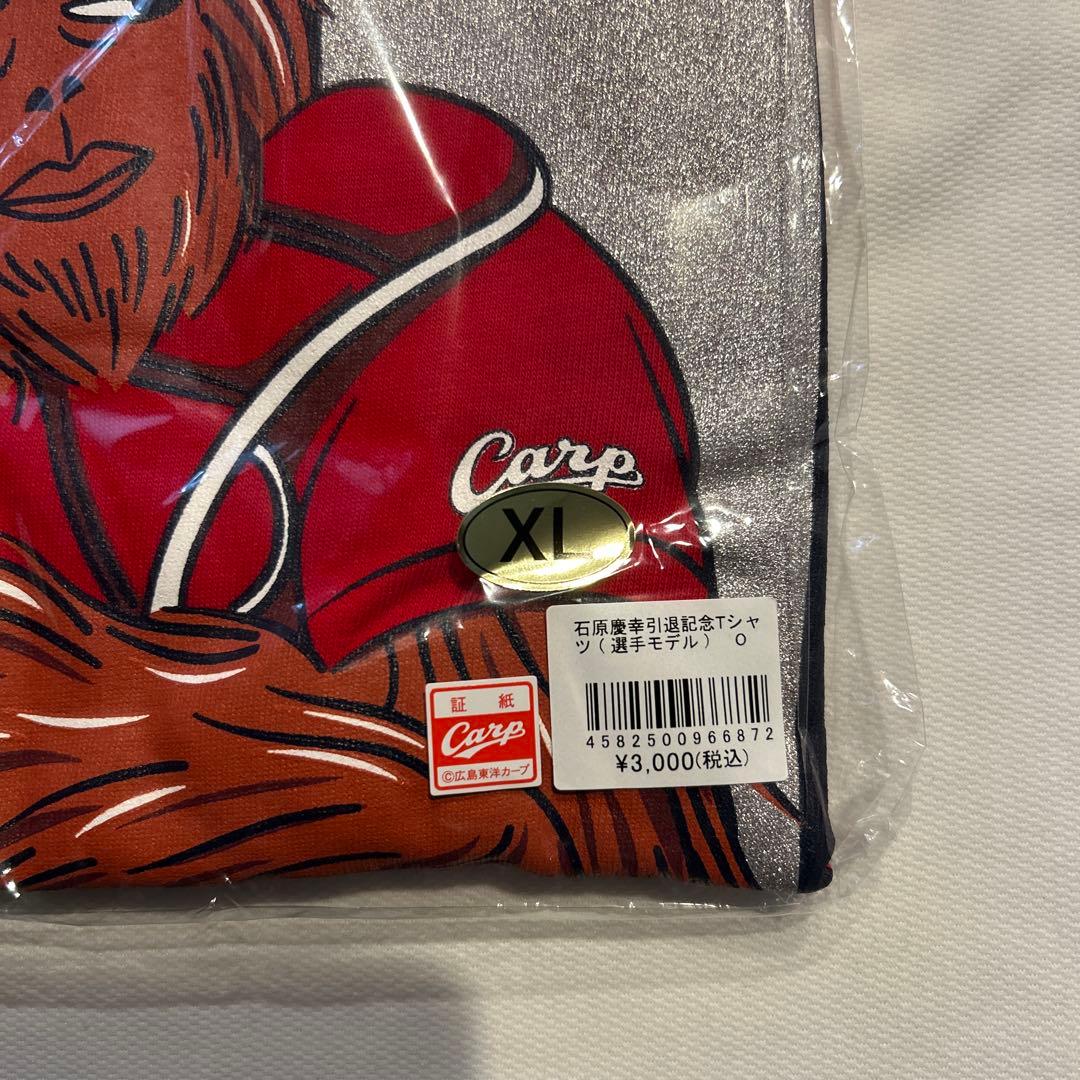 Carp
XL
石原慶幸引退記念Tシャ
ツ(選手モデル) O
4582500966872
¥3,000(税込)
証 紙
Carp
©広島東洋カープ